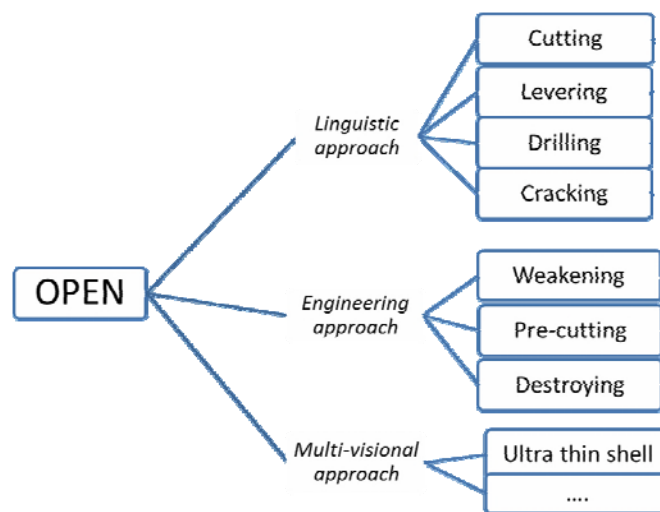 OPEN
Linguistic
approach
Cutting
Levering
Drilling
Cracking
Engineering
approach
Weakening
Pre-cutting
Destroying
Multi-visional
approach
Ultra thin shell
....